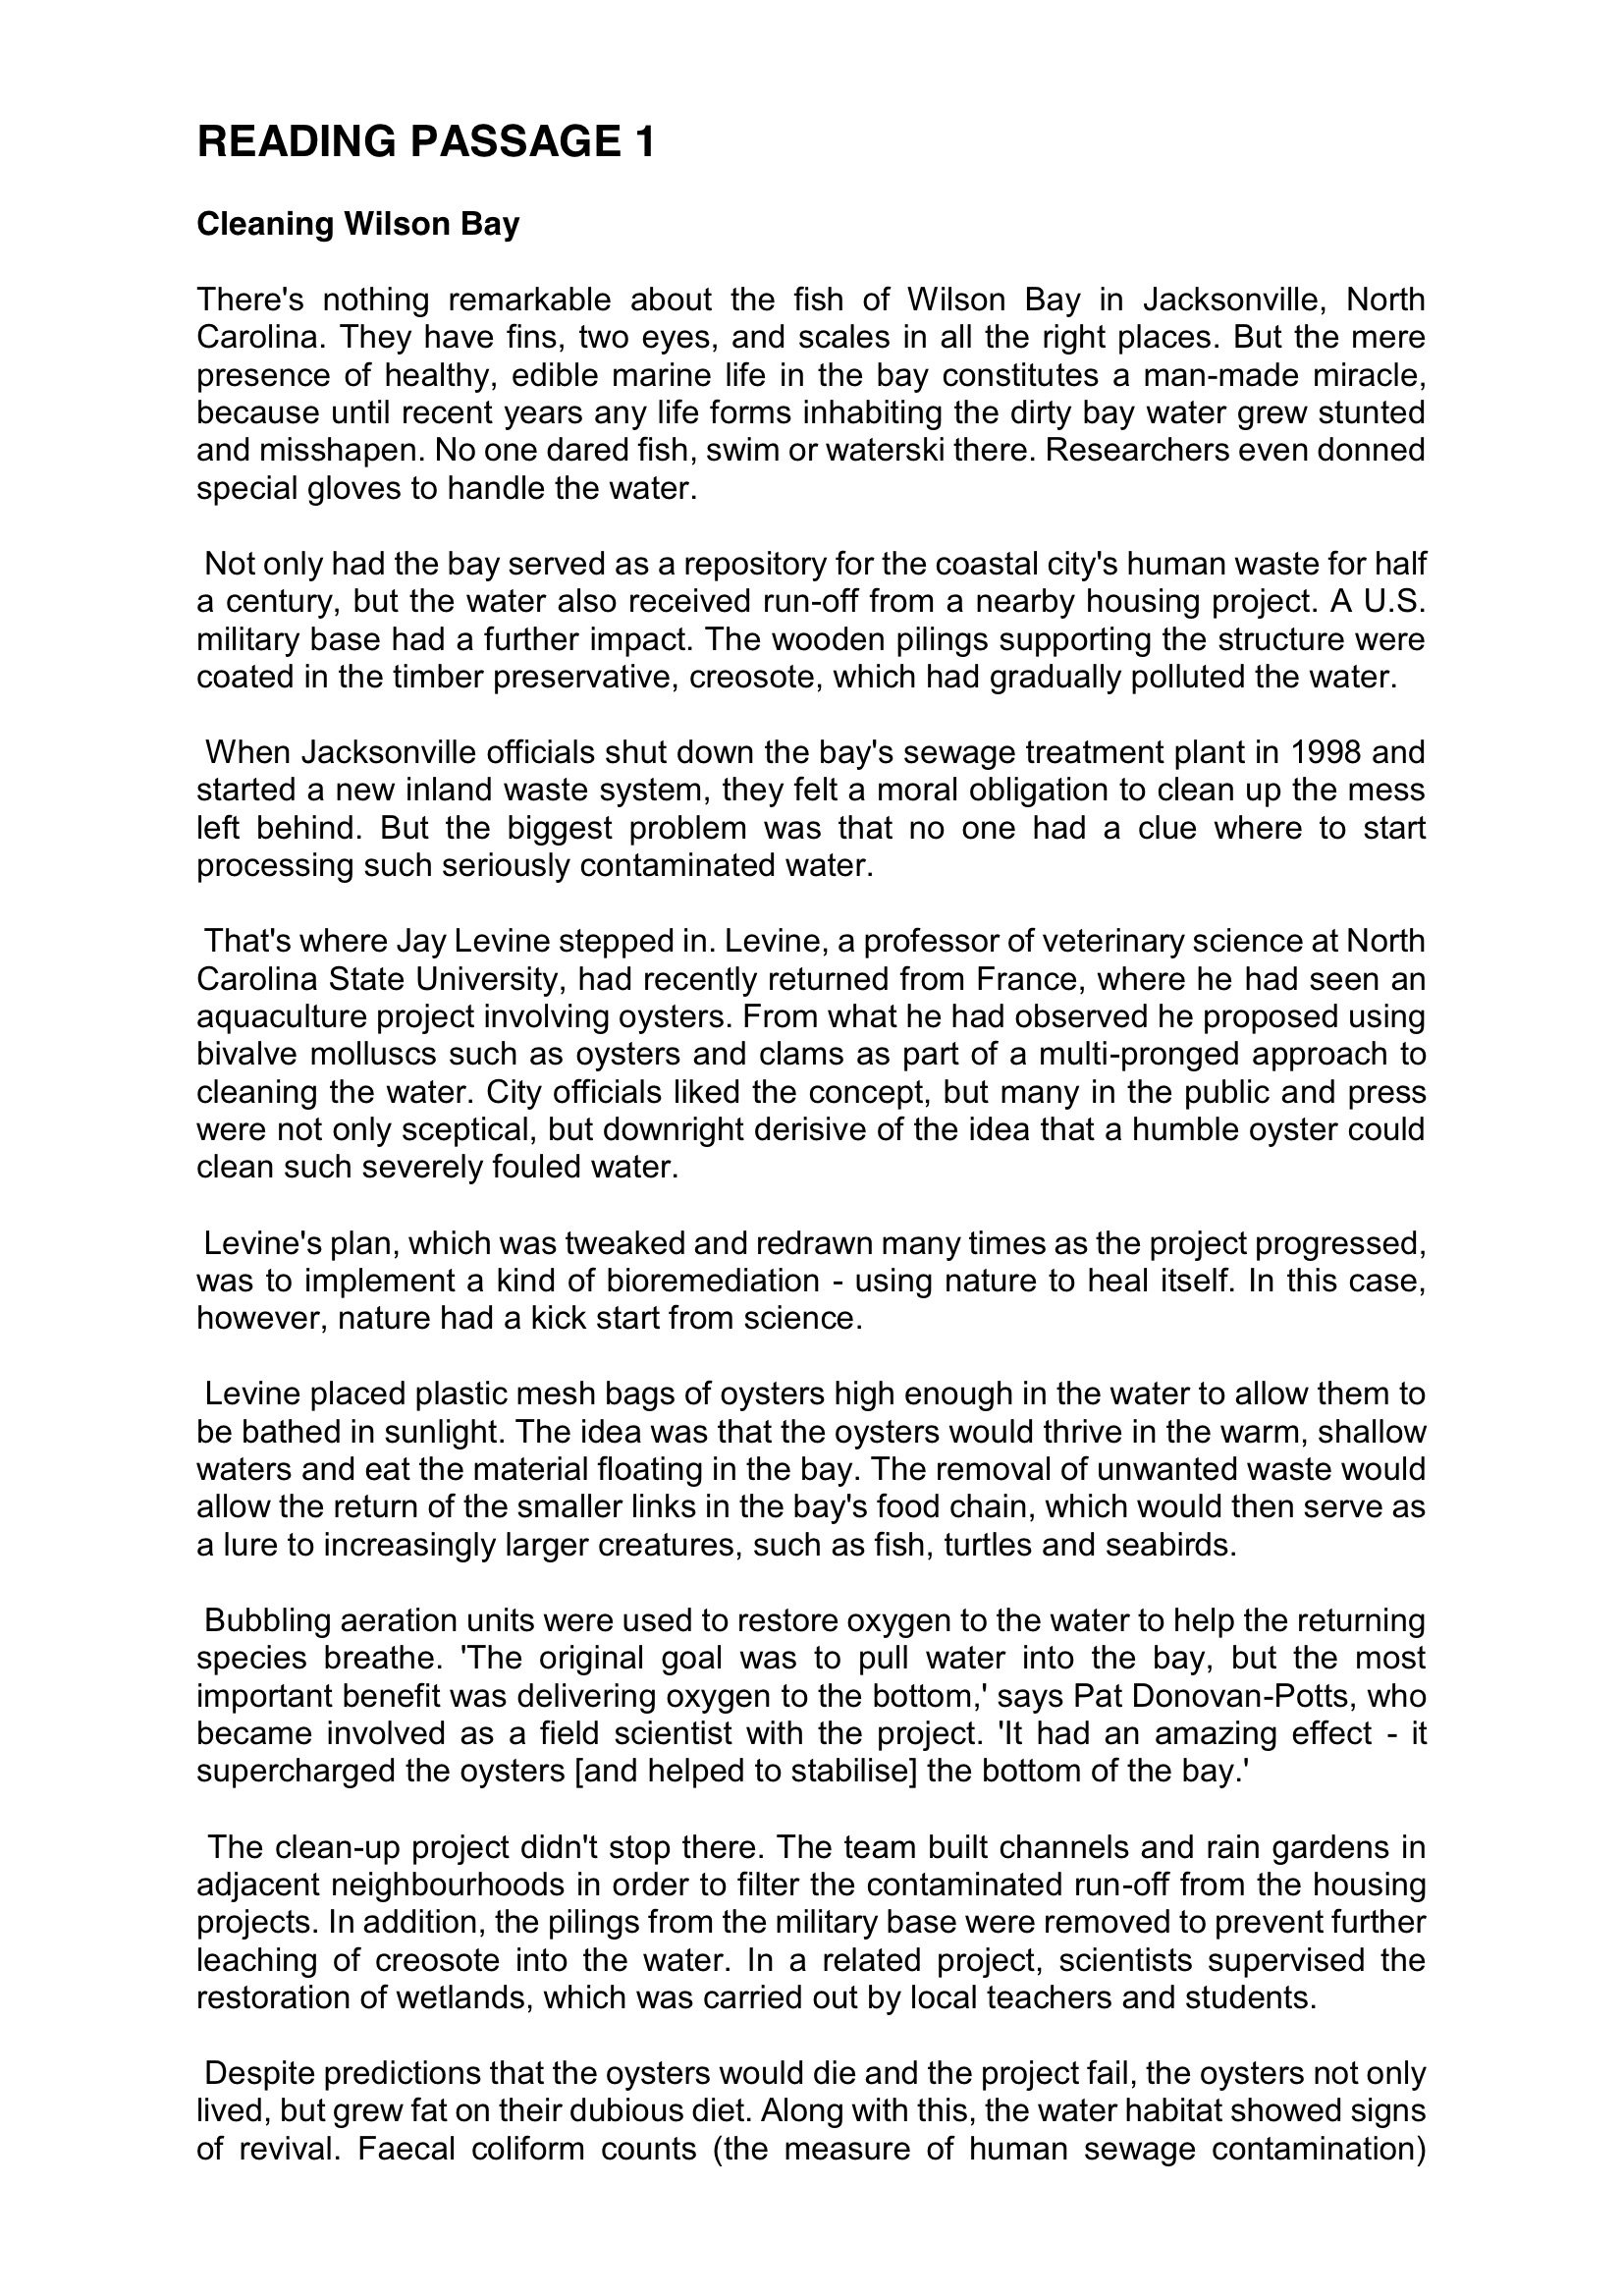 READING PASSAGE 1
Cleaning Wilson Bay
There's nothing remarkable about the fish of Wilson Bay in Jacksonville, North
Carolina. They have fins, two eyes, and scales in all the right places. But the mere
presence of healthy, edible marine life in the bay constitutes a man-made miracle,
because until recent years any life forms inhabiting the dirty bay water grew stunted
and misshapen. No one dared fish, swim or waterski there. Researchers even donned
special gloves to handle the water.
Not only had the bay served as a repository for the coastal city's human waste for half
a century, but the water also received run-off from a nearby housing project. A U.S.
military base had a further impact. The wooden pilings supporting the structure were
coated in the timber preservative, creosote, which had gradually polluted the water.
When Jacksonville officials shut down the bay's sewage treatment plant in 1998 and
started a new inland waste system, they felt a moral obligation to clean up the mess
left behind. But the biggest problem was that no one had a clue where to start
processing such seriously contaminated water.
That's where Jay Levine stepped in. Levine, a professor of veterinary science at North
Carolina State University, had recently returned from France, where he had seen an
aquaculture project involving oysters. From what he had observed he proposed using
bivalve molluscs such as oysters and clams as part of a multi-pronged approach to
cleaning the water. City officials liked the concept, but many in the public and press
were not only sceptical, but downright derisive of the idea that a humble oyster could
clean such severely fouled water.
Levine's plan, which was tweaked and redrawn many times as the project progressed,
was to implement a kind of bioremediation - using nature to heal itself. In this case,
however, nature had a kick start from science.
Levine placed plastic mesh bags of oysters high enough in the water to allow them to
be bathed in sunlight. The idea was that the oysters would thrive in the warm, shallow
waters and eat the material floating in the bay. The removal of unwanted waste would
allow the return of the smaller links in the bay's food chain, which would then serve as
a lure to increasingly larger creatures, such as fish, turtles and seabirds.
Bubbling aeration units were used to restore oxygen to the water to help the returning
species breathe. 'The original goal was to pull water into the bay, but the most
important benefit was delivering oxygen to the bottom,' says Pat Donovan-Potts, who
became involved as a field scientist with the project. 'It had an amazing effect - it
supercharged the oysters [and helped to stabilise] the bottom of the bay.'
The clean-up project didn't stop there. The team built channels and rain gardens in
adjacent neighbourhoods in order to filter the contaminated run-off from the housing
projects. In addition, the pilings from the military base were removed to prevent further
leaching of creosote into the water. In a related project, scientists supervised the
restoration of wetlands, which was carried out by local teachers and students.
Despite predictions that the oysters would die and the project fail, the oysters not only
lived, but grew fat on their dubious diet. Along with this, the water habitat showed signs
of revival. Faecal coliform counts (the measure of human sewage contamination)